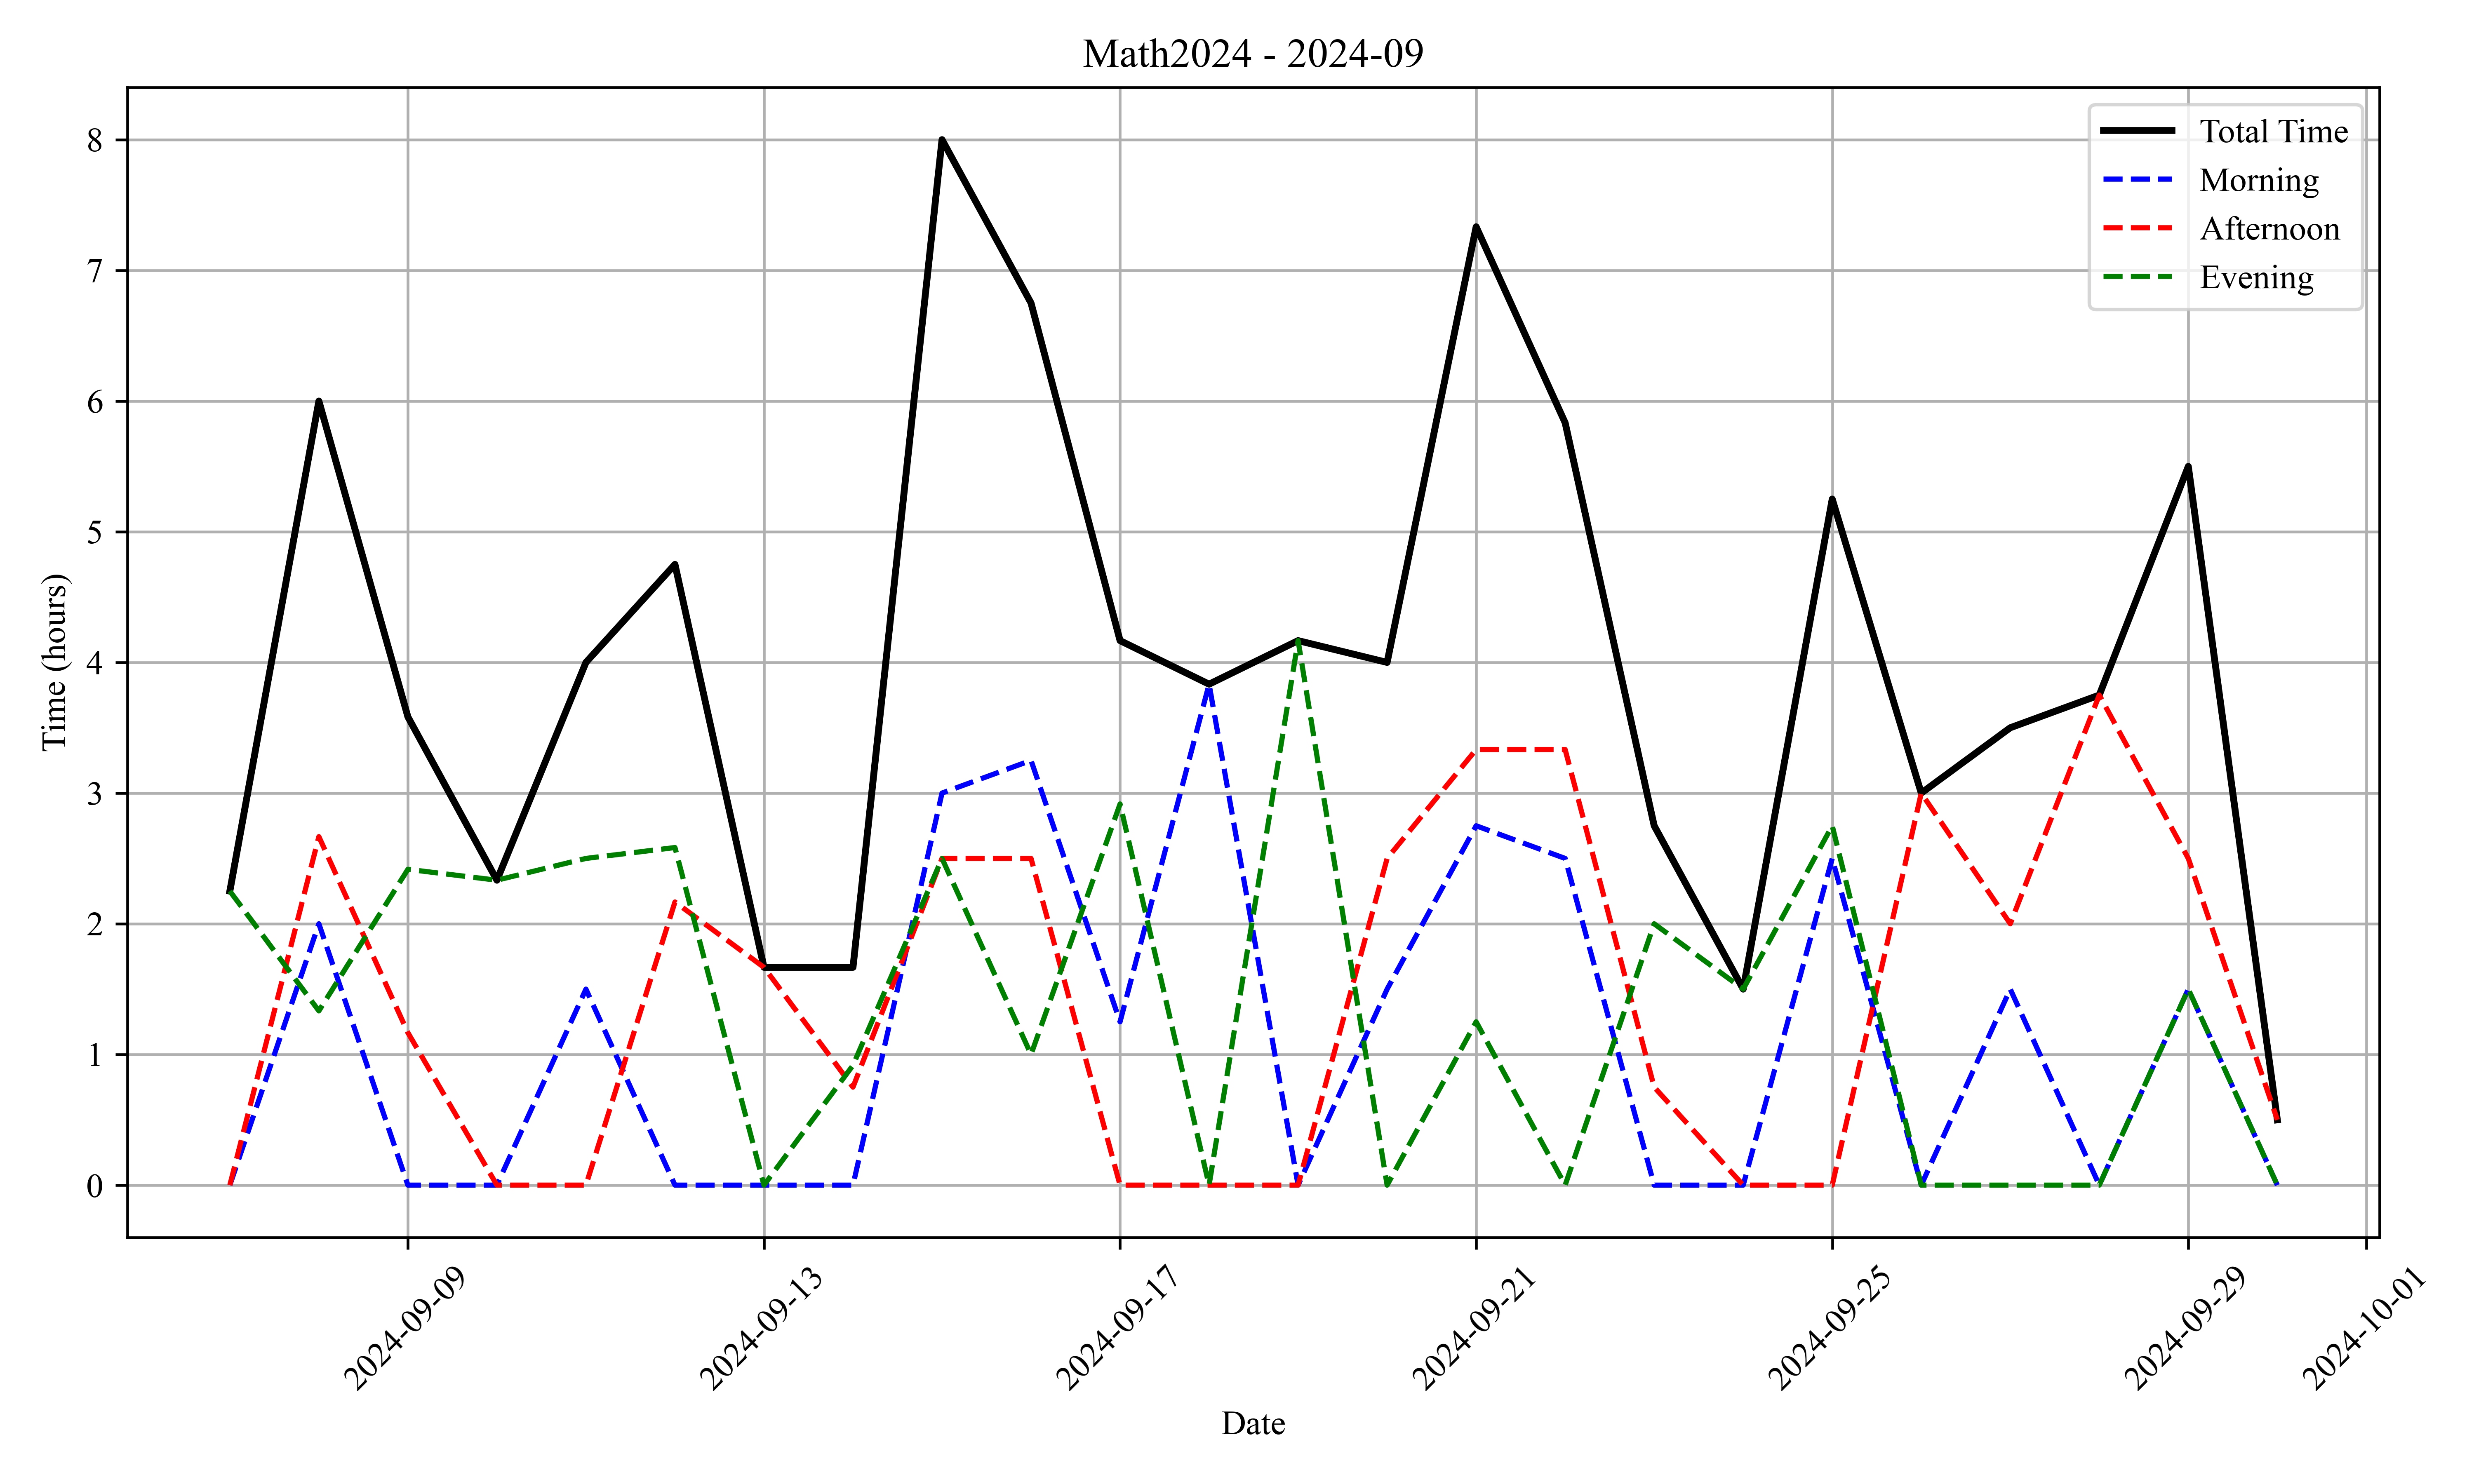 Math2024 - 2024-09
Total Time
Morning
Afternoon
Evening
8
7
6
5
4
3
2
1
0
Time (hours)
2024-09-09
2024-09-13
2024-09-17
2024-09-21
2024-09-25
2024-09-29
2024-10-01
Date